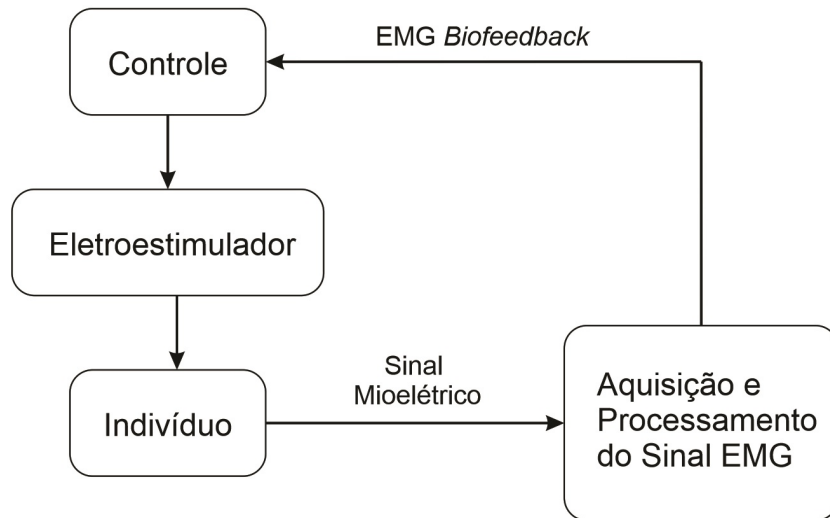 EMG Biofeedback
Controle
Eletroestimulador
Indivíduo
Sinal
Mioelétrico
Aquisição e
Processamento
do Sinal EMG